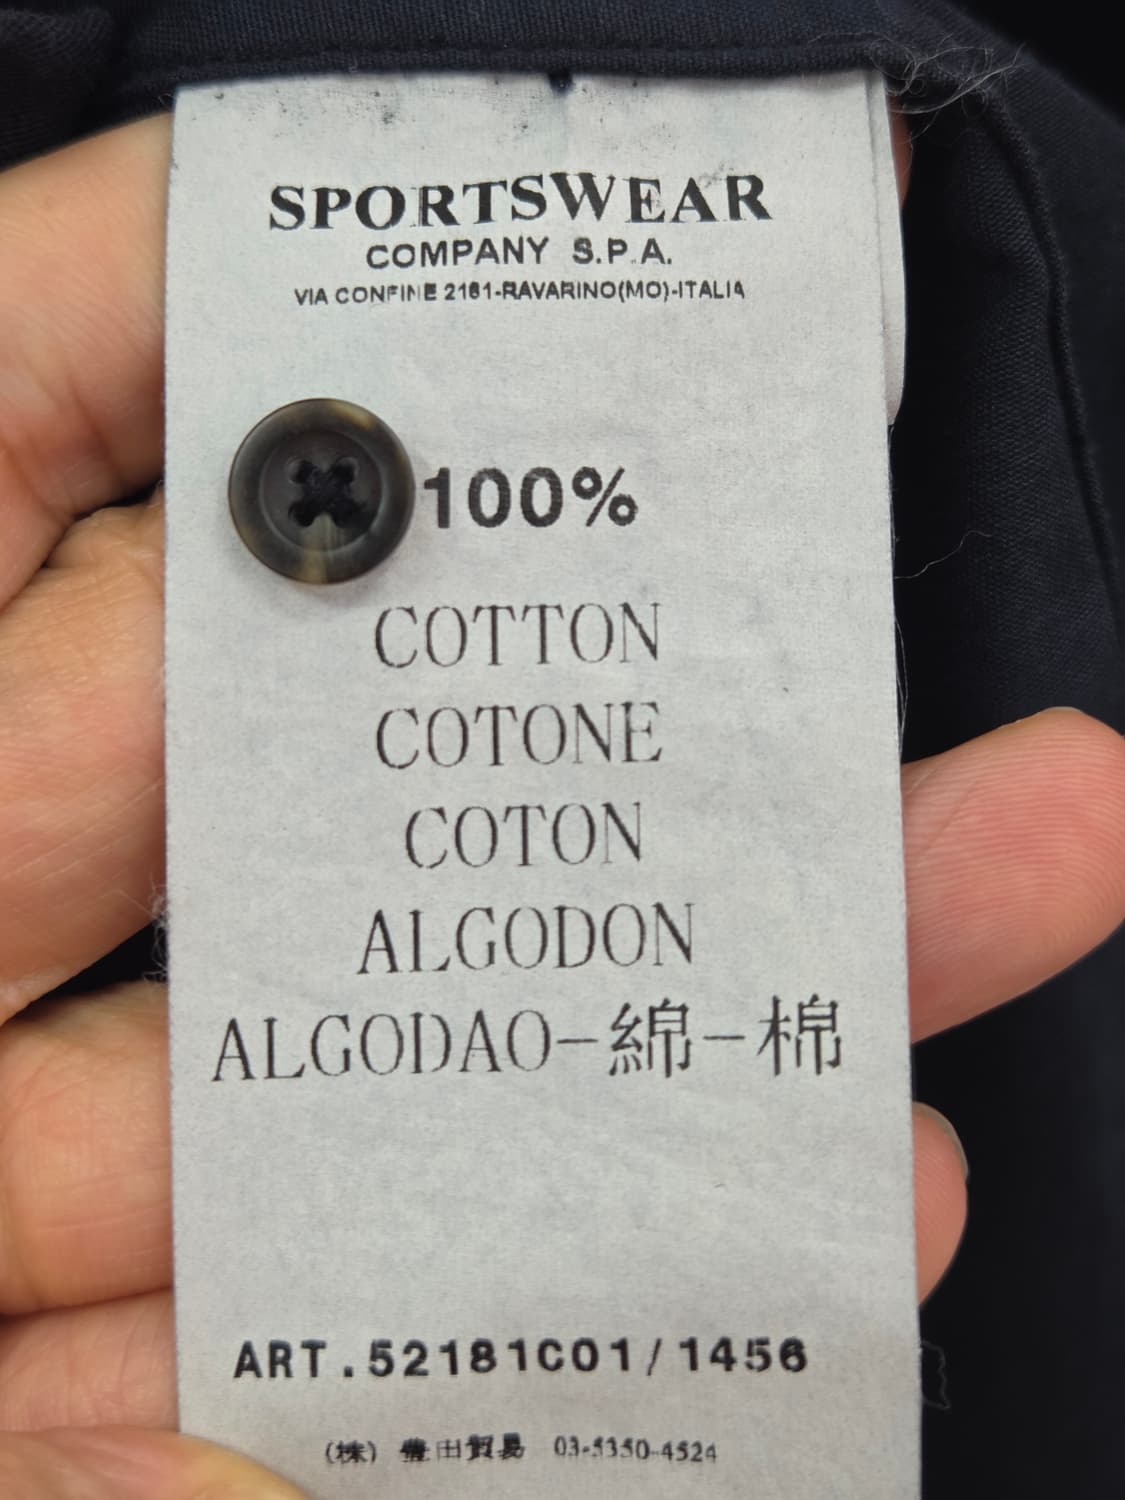 SPORTSWEAR
COMPANY S.P.A.
VIA CONFINE 2161-RAVARINO(MO)-ITALIA
100%
COTTON
COTONE
COTON
ALGODON
ALGODAO-綿-棉
ART.52181C01/1456
(株) 豊田貿易 03-5350-4524